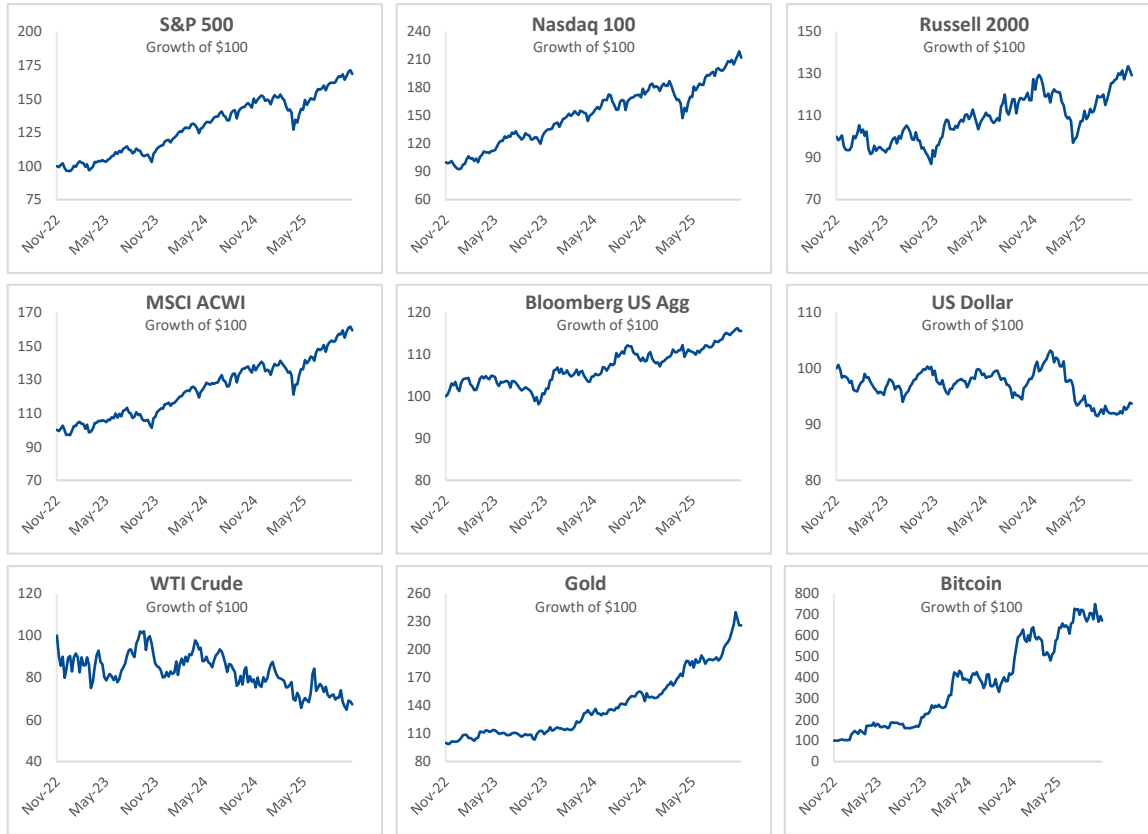 S&P 500
Growth of $100
200
175
150
125
100
75
Nov-22
May-23
Nov-23
May-24
Nov-24
May-25
Nasdaq 100
Growth of $100
240
210
180
150
120
90
60
Nov-22
May-23
Nov-23
May-24
Nov-24
May-25
Russell 2000
Growth of $100
150
130
110
90
70
Nov-22
May-23
Nov-23
May-24
Nov-24
May-25
MSCI ACWI
Growth of $100
170
150
130
110
90
70
Nov-22
May-23
Nov-23
May-24
Nov-24
May-25
Bloomberg US Agg
Growth of $100
120
110
100
90
80
Nov-22
May-23
Nov-23
May-24
Nov-24
May-25
US Dollar
Growth of $100
110
100
90
80
Nov-22
May-23
Nov-23
May-24
Nov-24
May-25
WTI Crude
Growth of $100
120
100
80
60
40
Nov-22
May-23
Nov-23
May-24
Nov-24
May-25
Gold
Growth of $100
260
230
200
170
140
110
80
Nov-22
May-23
Nov-23
May-24
Nov-24
May-25
Bitcoin
Growth of $100
800
700
600
500
400
300
200
100
0
Nov-22
May-23
Nov-23
May-24
Nov-24
May-25